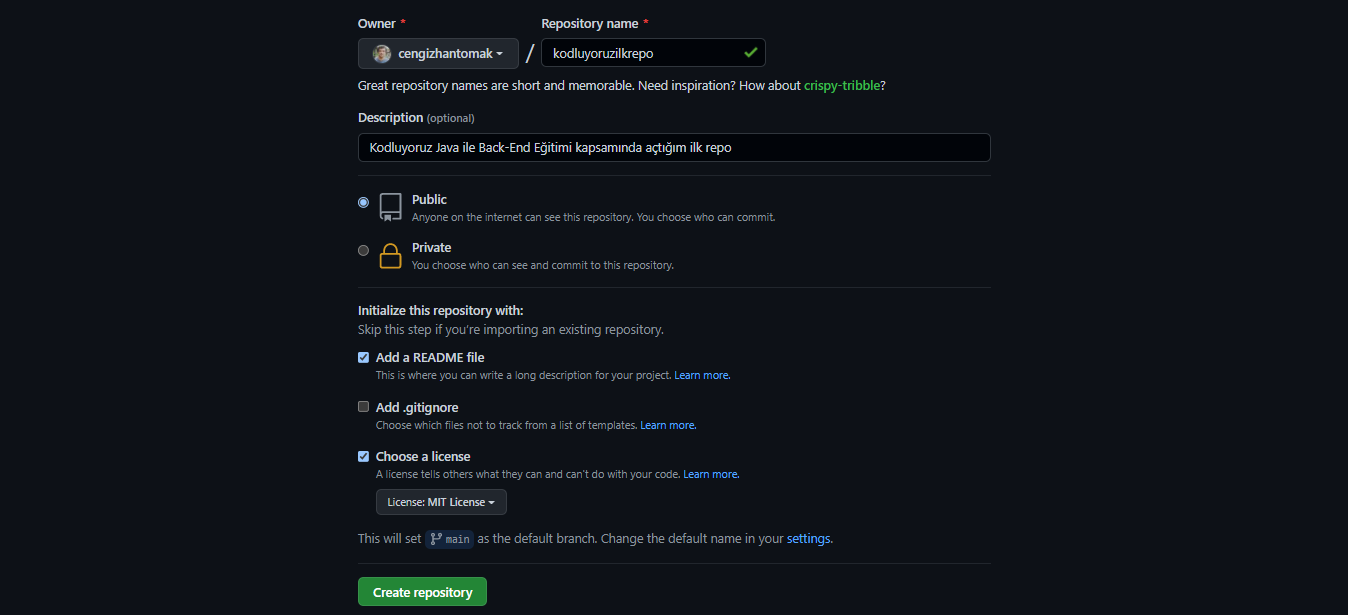 Owner *
Repository name *
cengizhantomak / kodluyoruzilkrepo
Great repository names are short and memorable. Need inspiration? How about crispy-tribble?
Description (optional)
Kodluyoruz Java ile Back-End Eğitimi kapsamında açtığım ilk repo
Public
Anyone on the internet can see this repository. You choose who can commit.
Private
You choose who can see and commit to this repository.
Initialize this repository with:
Skip this step if you're importing an existing repository.
Add a README file
This is where you can write a long description for your project. Learn more.
Add .gitignore
Choose which files not to track from a list of templates. Learn more.
Choose a license
A license tells others what they can and can't do with your code. Learn more.
License: MIT License
This will set main as the default branch. Change the default name in your settings.
Create repository